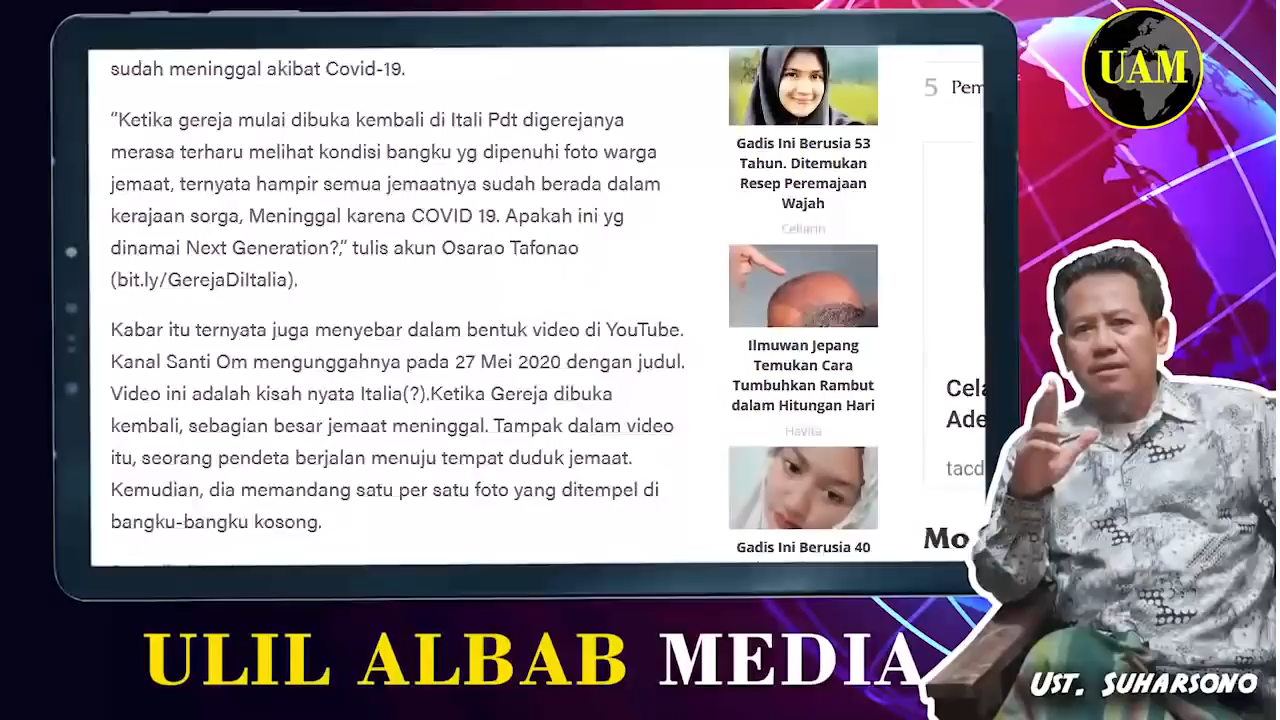 sudah meninggal akibat Covid-19.
"Ketika gereja mulai dibuka kembali di Itali Pdt digerejanya
merasa terharu melihat kondisi bangku yg dipenuhi foto warga
jemaat, ternyata hampir semua jemaatnya sudah berada dalam
kerajaan sorga, Meninggal karena COVID 19. Apakah ini yg
dinamai Next Generation?," tulis akun Osarao Tafonao
(bit.ly/GerejaDiItalia).
Kabar itu ternyata juga menyebar dalam bentuk video di YouTube.
Kanal Santi Om mengunggahnya pada 27 Mei 2020 dengan judul.
Video ini adalah kisah nyata Italia(?).Ketika Gereja dibuka
kembali, sebagian besar jemaat meninggal. Tampak dalam video
itu, seorang pendeta berjalan menuju tempat duduk jemaat.
Kemudian, dia memandang satu per satu foto yang ditempel di
bangku-bangku kosong.
Gadis Ini Berusia 53
Tahun. Ditemukan
Resep Peremajaan
Wajah
Cellarin
Ilmuwan Jepang
Temukan Cara
Tumbuhkan Rambut
dalam Hitungan Hari
Havita
Gadis Ini Berusia 40
5 Pem
Cela
Ade
tacd
Mo
UAM
ULIL ALBAB MEDIA
UST. SUHARSONO